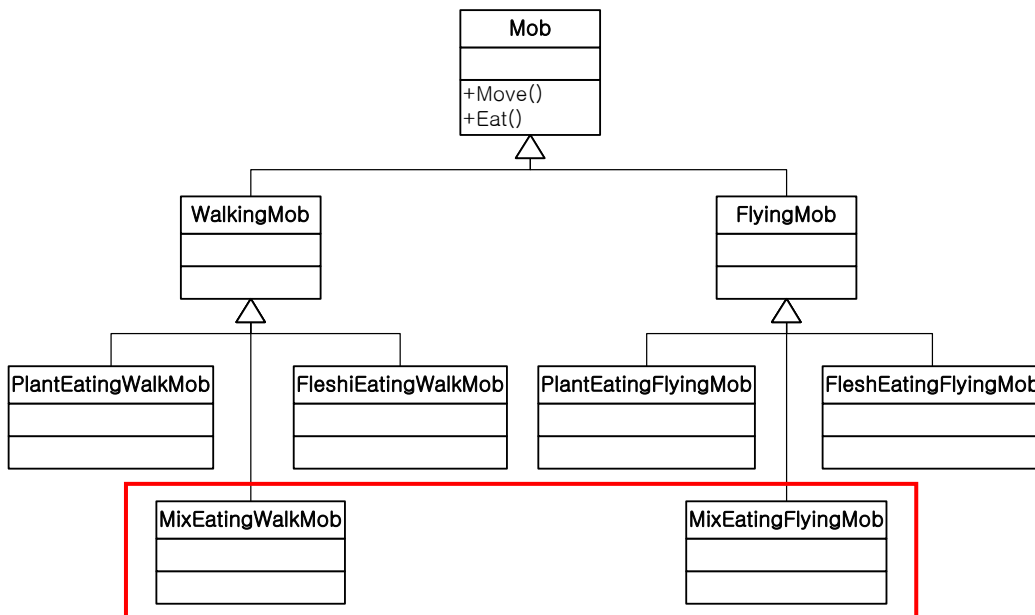 Mob
+Move()
+Eat()
WalkingMob
FlyingMob
PlantEatingWalkMob
FleshiEatingWalkMob
PlantEatingFlyingMob
FleshEatingFlyingMob
MixEatingWalkMob
MixEatingFlyingMob